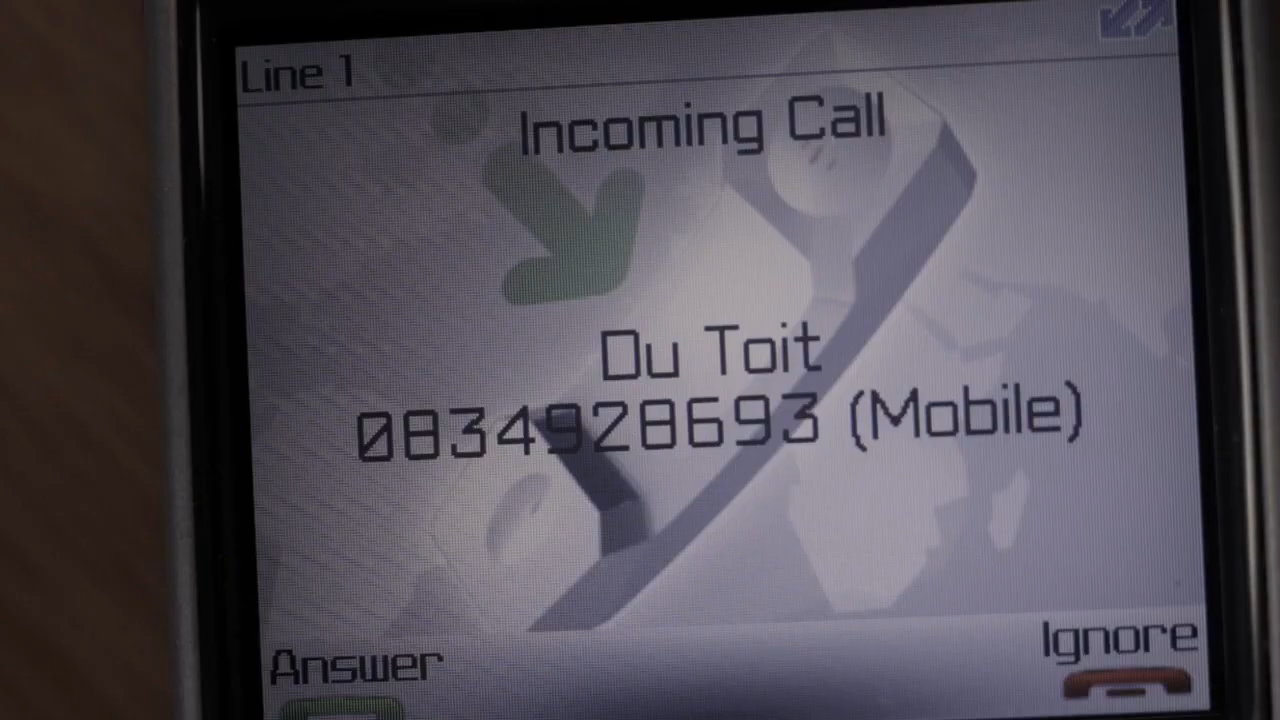 Line 1
Incoming Call
Du Toit
0834928693 (Mobile)
Answer
Ignore